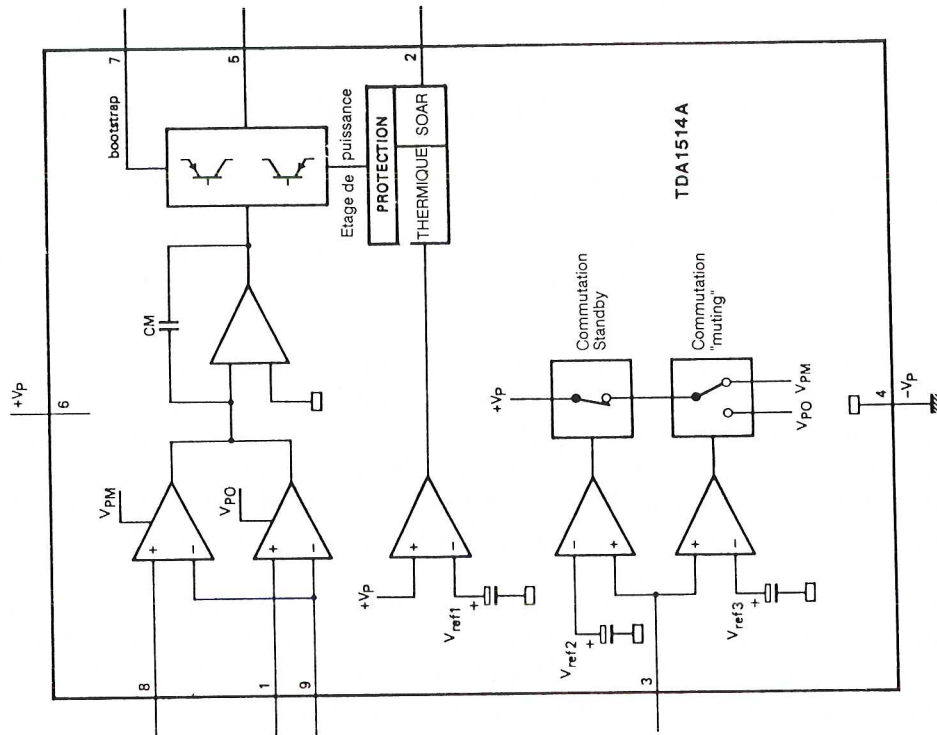 +VP
6
7
bootstrap
5
2
CM
Etage de puissance
PROTECTION
THERMIQUE
SOAR
VPM
+
−
VPO
+
−
8
1
9
+VP
+
−
Vref1
+
+VP
Commutation
Standby
Commutation
"muting"
VPO
VPM
−
+
Vref2
+
+
−
Vref3
+
3
4
−VP
TDA1514A